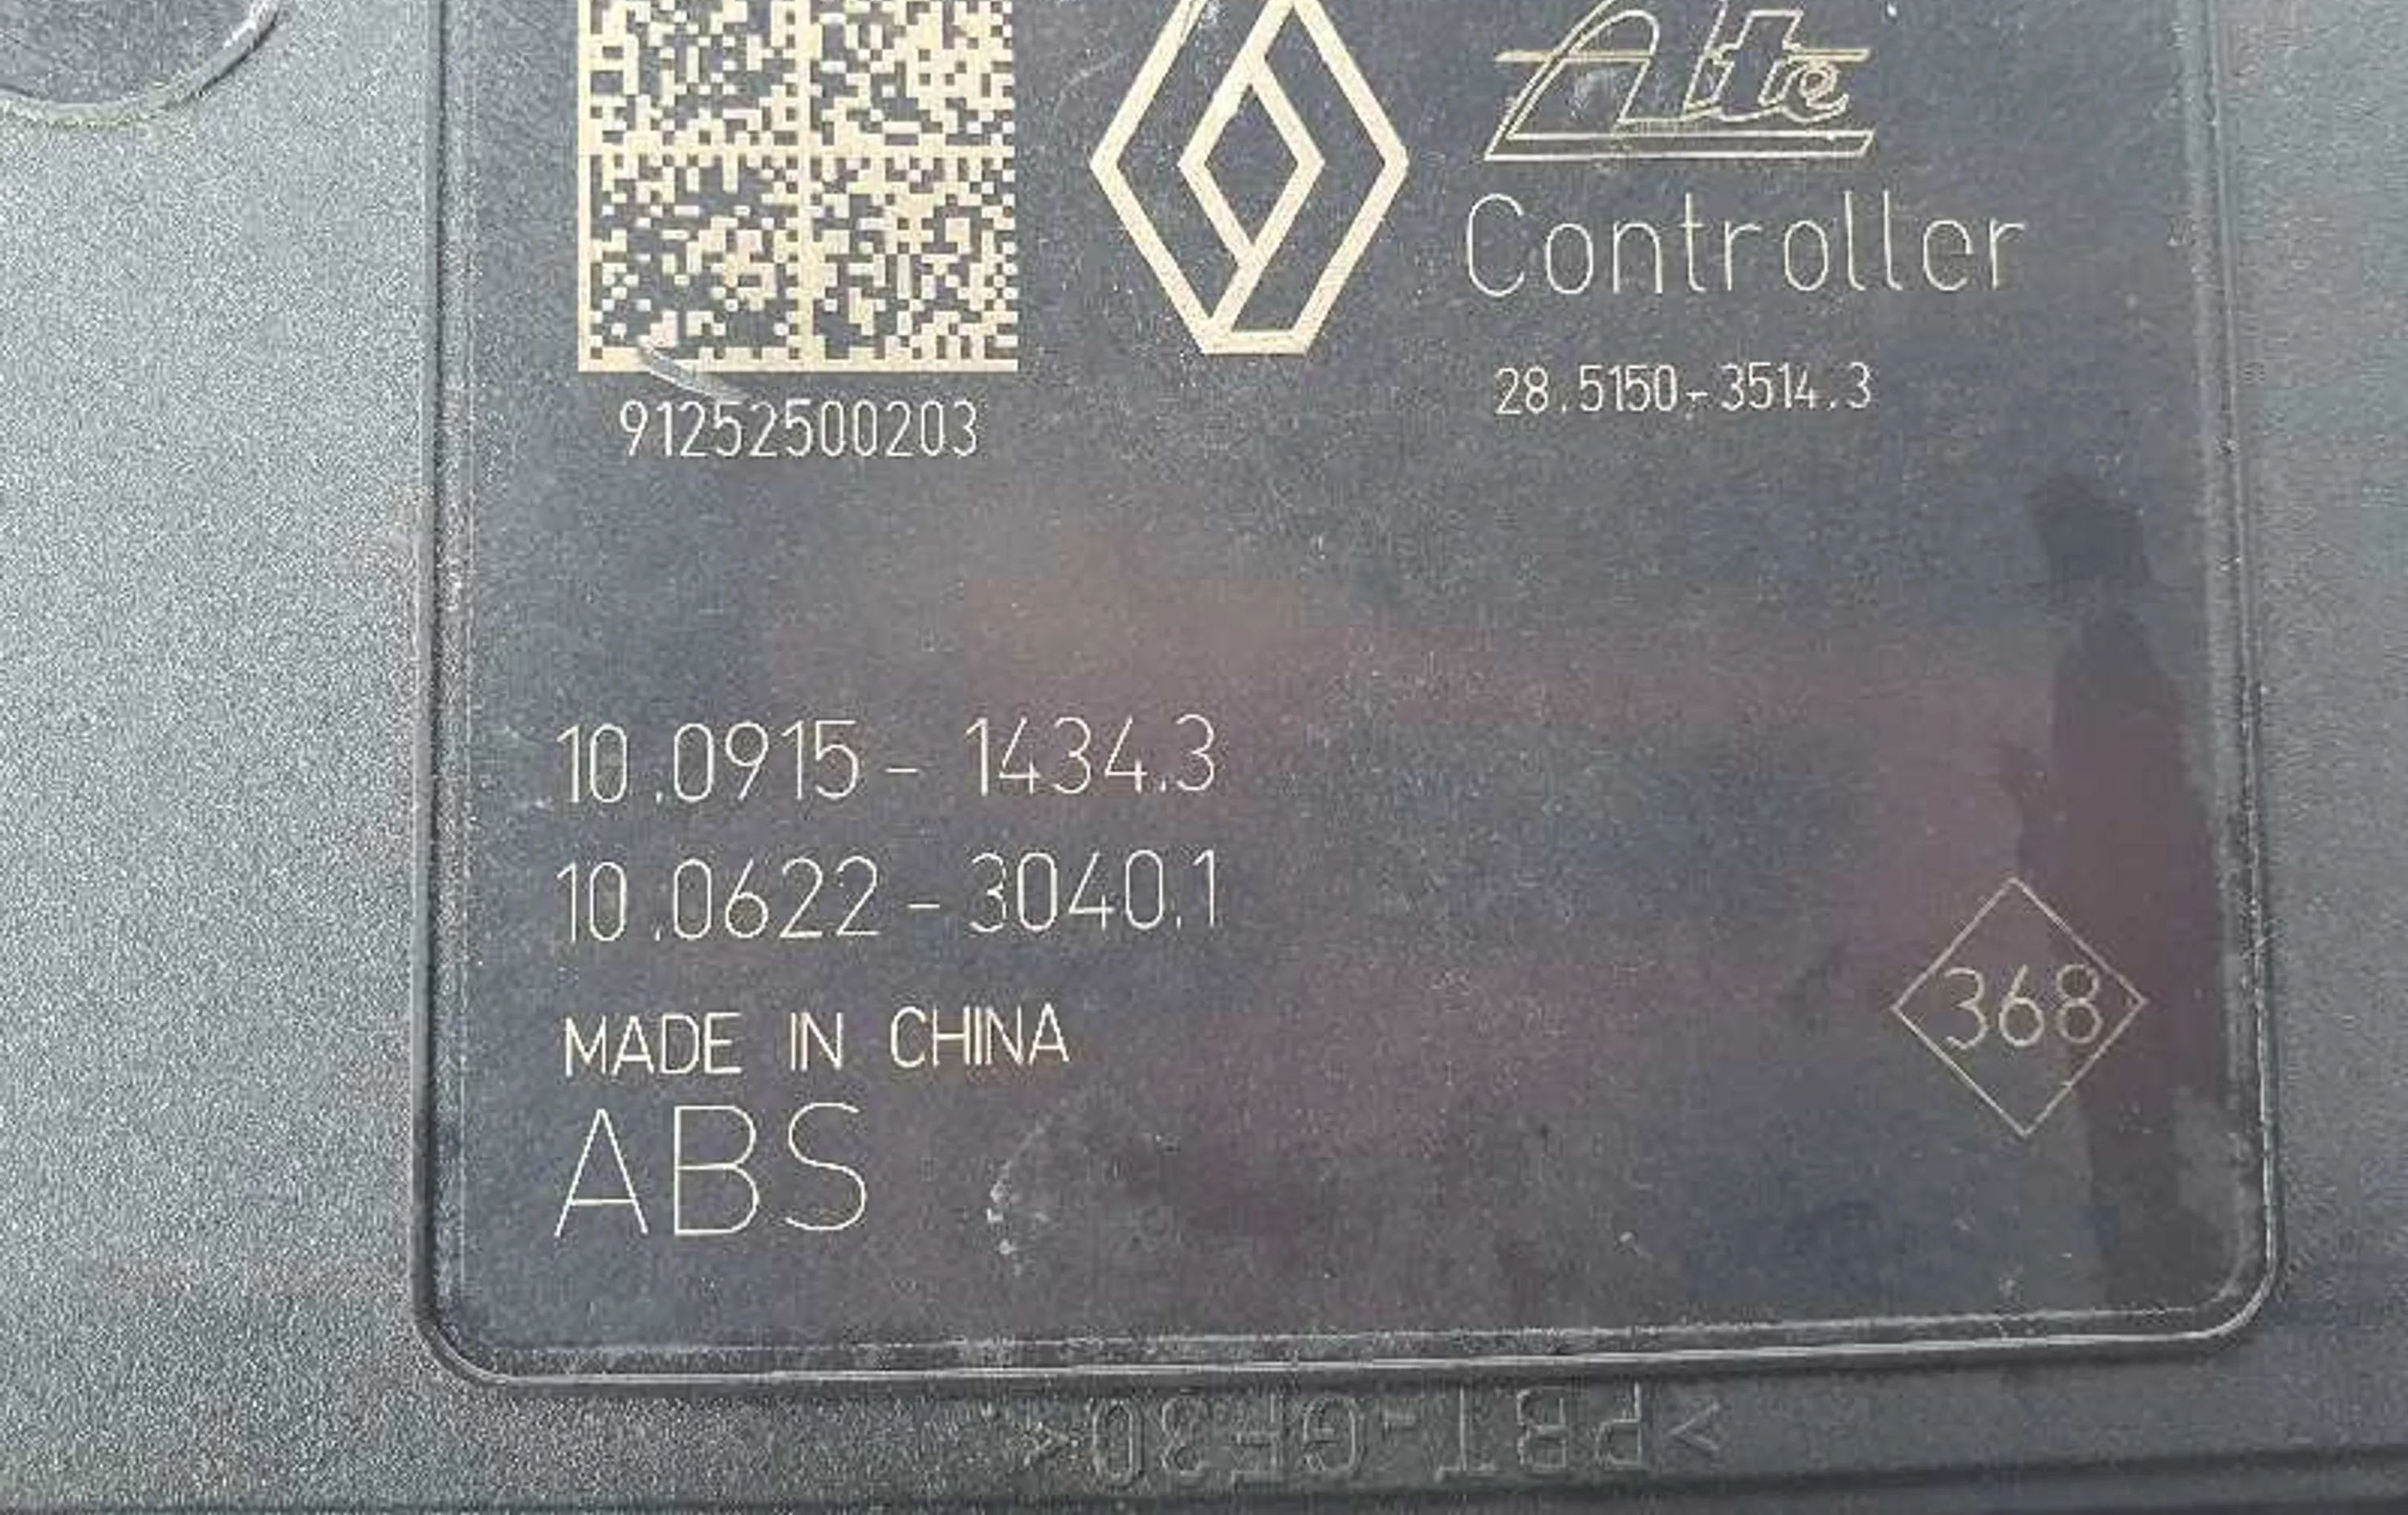 Ate
Controller
28.5150-3514.3
91252500203
10.0915-1434.3
10.0622-3040.1
MADE IN CHINA
368
ABS
>PBT-GF30<